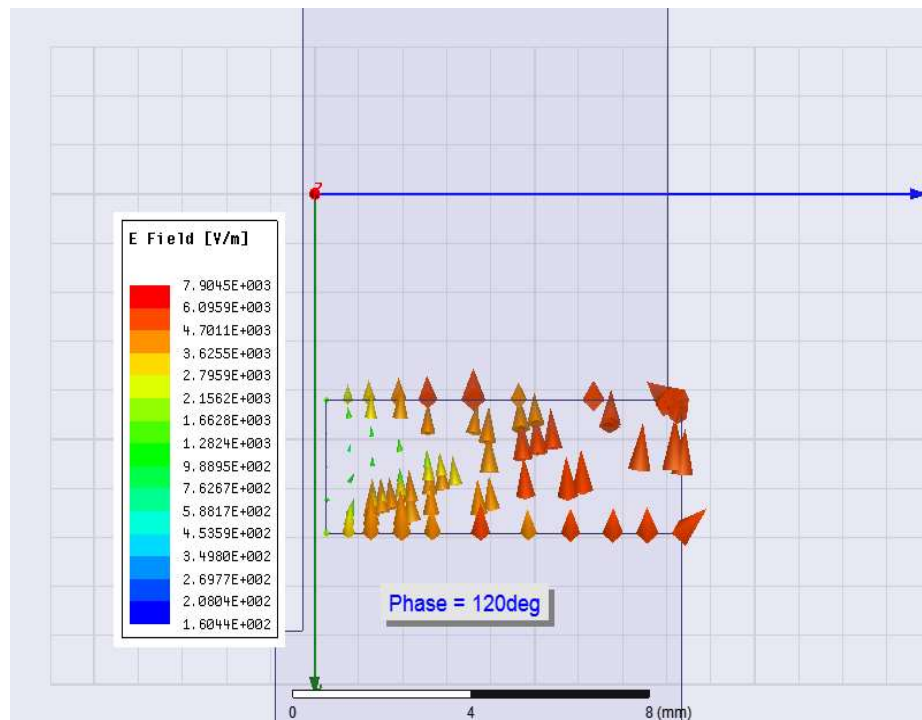 Z
E Field [V/m]
7.9045E+003
6.0959E+003
4.7011E+003
3.6255E+003
2.7959E+003
2.1562E+003
1.6628E+003
1.2824E+003
9.8895E+002
7.6267E+002
5.8817E+002
4.5359E+002
3.4980E+002
2.6977E+002
2.0804E+002
1.6044E+002
Phase = 120deg
0 4 8 (mm)